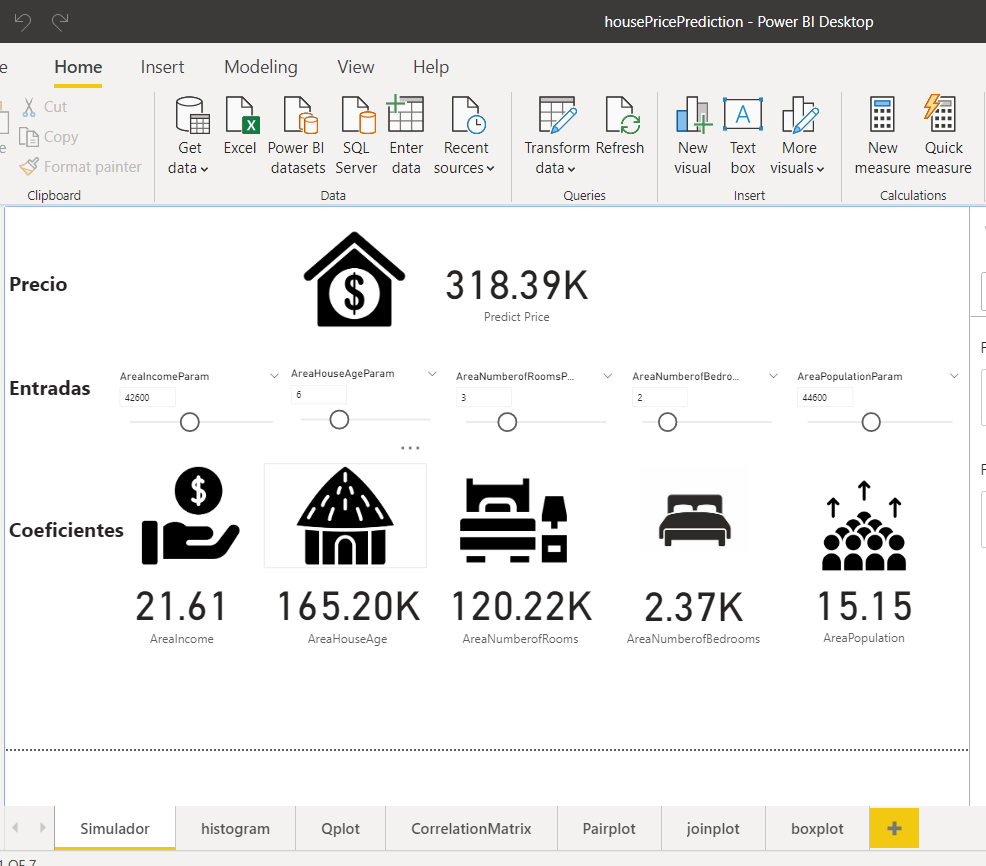 housePricePrediction - Power BI Desktop
e Home Insert Modeling View Help
Cut
Copy
Format painter
e
Get data
Excel
Power BI datasets
SQL Server
Enter data
Recent sources
Transform data
Refresh
New visual
Text box
More visuals
New measure
Quick measure
Clipboard Data Queries Insert Calculations
Precio
$
318.39K
Predict Price
Entradas
AreaIncomeParam
42600
AreaHouseAgeParam
6
AreaNumberofRoomsP...
3
AreaNumberofBedro...
2
AreaPopulationParam
44600
Coeficientes
$
21.61
AreaIncome
165.20K
AreaHouseAge
120.22K
AreaNumberofRooms
2.37K
AreaNumberofBedrooms
15.15
AreaPopulation
Simulador histogram Qplot CorrelationMatrix Pairplot joinplot boxplot
1 OF 7